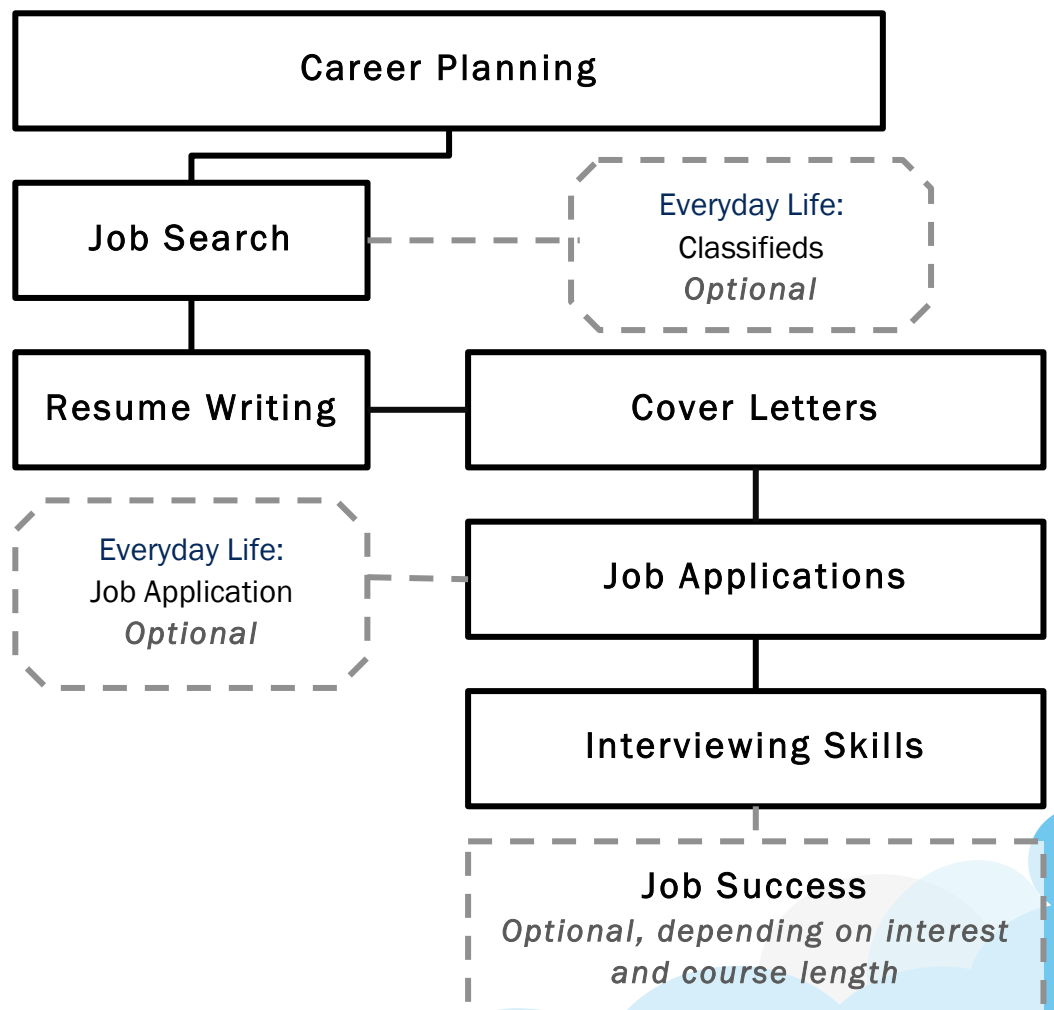 Career Planning
Job Search
Everyday Life:
Classifieds
Optional
Resume Writing
Cover Letters
Everyday Life:
Job Application
Optional
Job Applications
Interviewing Skills
Job Success
Optional, depending on interest
and course length